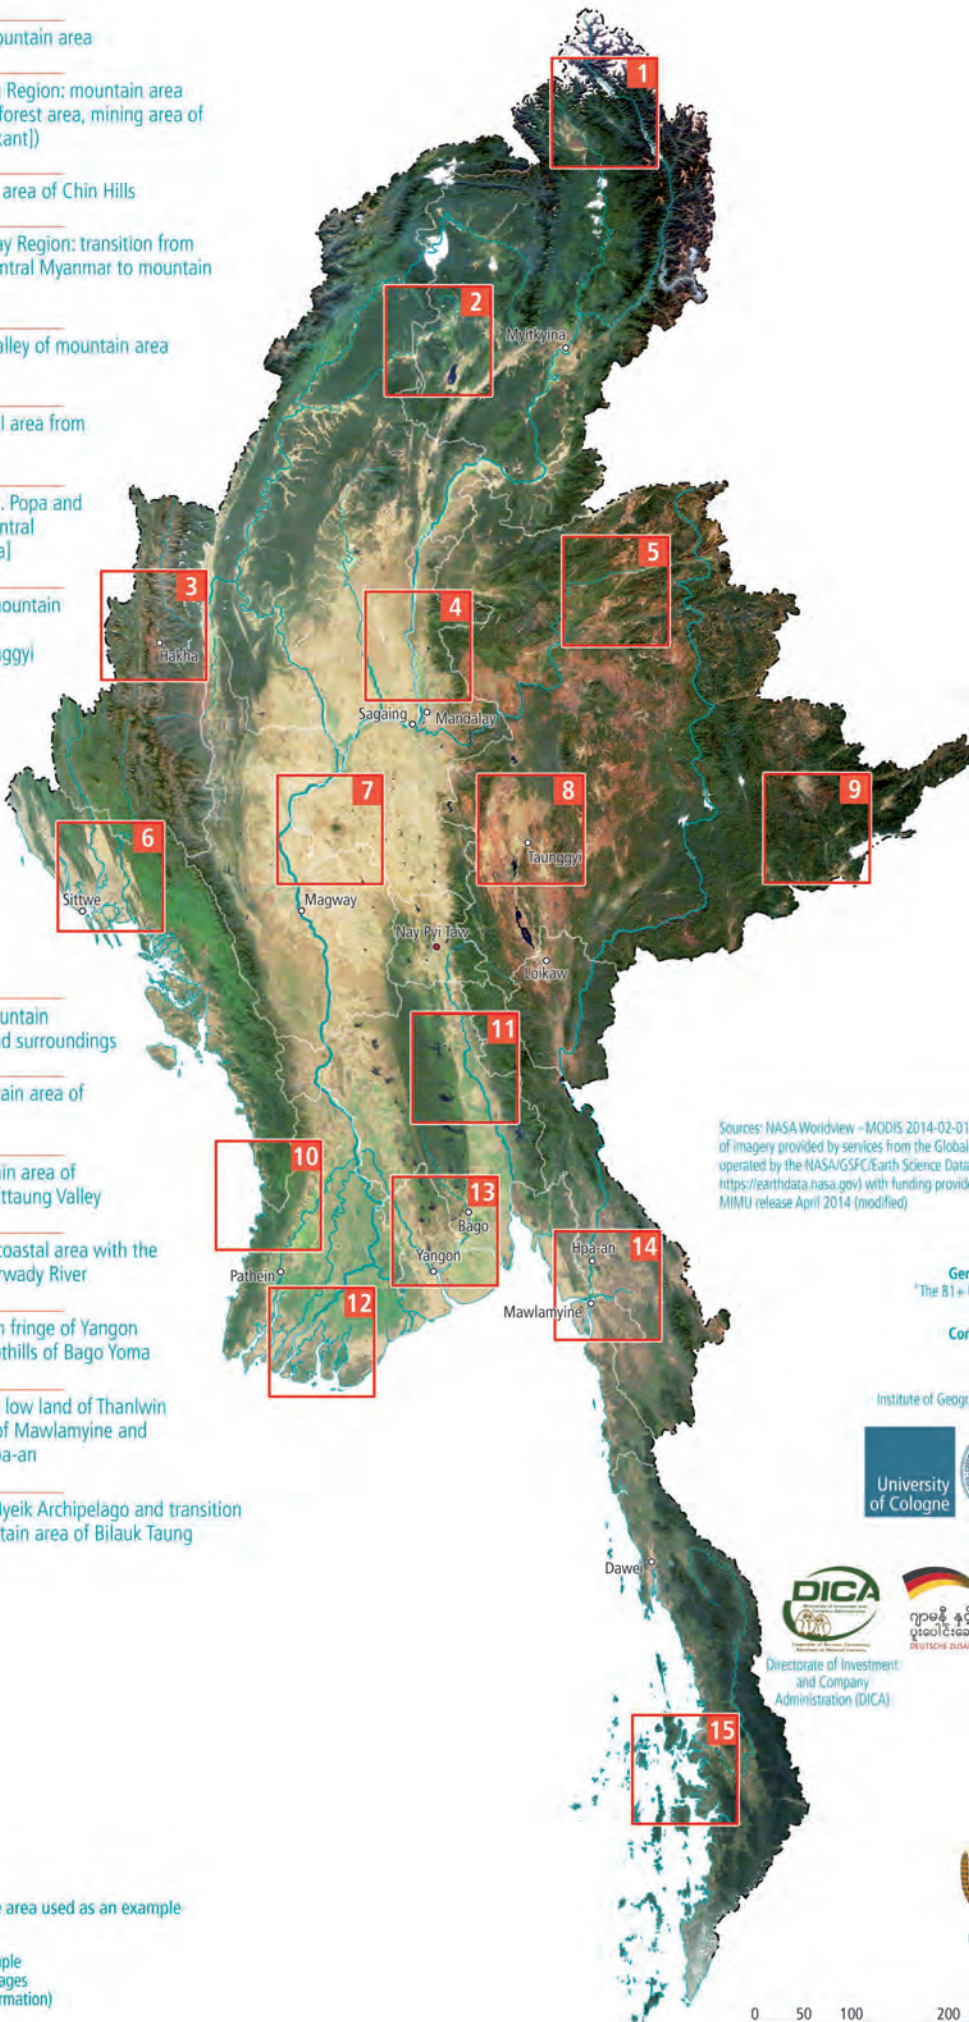 ountain area
Region: mountain area
forest area, mining area of
kant])
area of Chin Hills
ay Region: transition from
ntral Myanmar to mountain
alley of mountain area
l area from
. Popa and
ntral
a]
nountain
ggyi
untain
d surroundings
ain area of
in area of
ttaung Valley
coastal area with the
rwady River
n fringe of Yangon
othills of Bago Yoma
low land of Thanlwin
of Mawlamyine and
pa-an
lyeik Archipelago and transition
tain area of Bilauk Taung
e area used as an example
ple
ages
rmation)
1
2
Myitkyina
5
3
4
Hakha
Sagaing
Mandalay
7
8
9
6
Taunggyi
Sittwe
Magway
Nay Pyi Taw
Loikaw
11
10
13
Bago
Hpa-an
14
Yangon
Pathein
12
Mawlamyine
Dawei
15
Sources: NASA Worldview - MODIS 2014-02-01
of imagery provided by services from the Global
operated by the NASA/GSFC/Earth Science Data
https://earthdata.nasa.gov) with funding provide
MIMU release April 2014 (modified)
Ger
Cor
Institute of Geogr
University
of Cologne
DICA
DEUTSCHE ZUSA
Directorate of Investment
and Company
Administration (DICA)
0 50 100 200